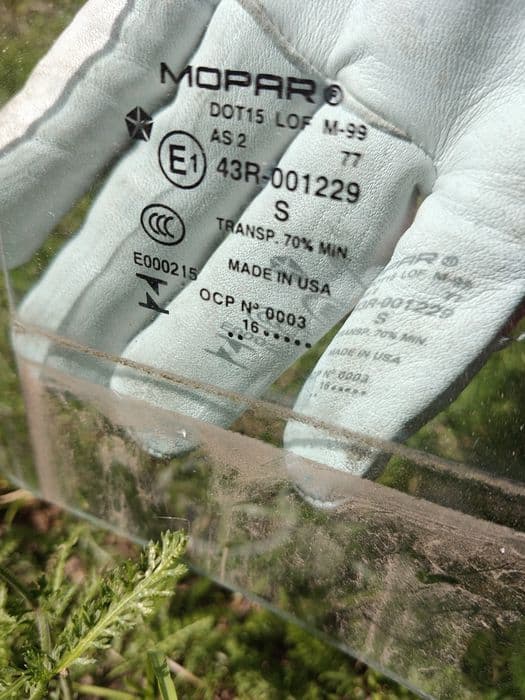 MOPAR®
DOT15 LOF M-99
AS 2 77
E1 43R-001229
S
CCC
TRANSP. 70% MIN.
E000215
MADE IN USA
OCP Nº 0003
16